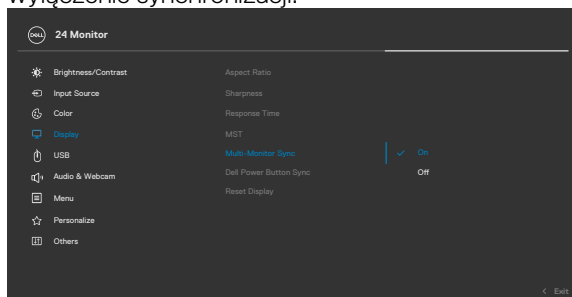 wyłączenie synchronizacji.
DELL 24 Monitor
Brightness/Contrast Aspect Ratio
Input Source Sharpness
Color Response Time
Display MST
USB Multi-Monitor Sync On
Audio & Webcam Dell Power Button Sync Off
Menu Reset Display
Personalize
Others
Exit